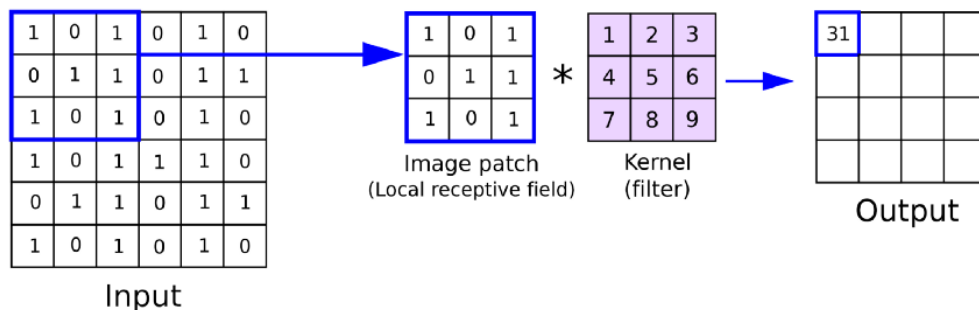 1 0 1 0 1 0
0 1 1 0 1 1
1 0 1 0 1 0
1 0 1 1 1 0
0 1 1 0 1 1
1 0 1 0 1 0
Input
1 0 1
0 1 1
1 0 1
Image patch
(Local receptive field)
*
1 2 3
4 5 6
7 8 9
Kernel
(filter)
31
Output